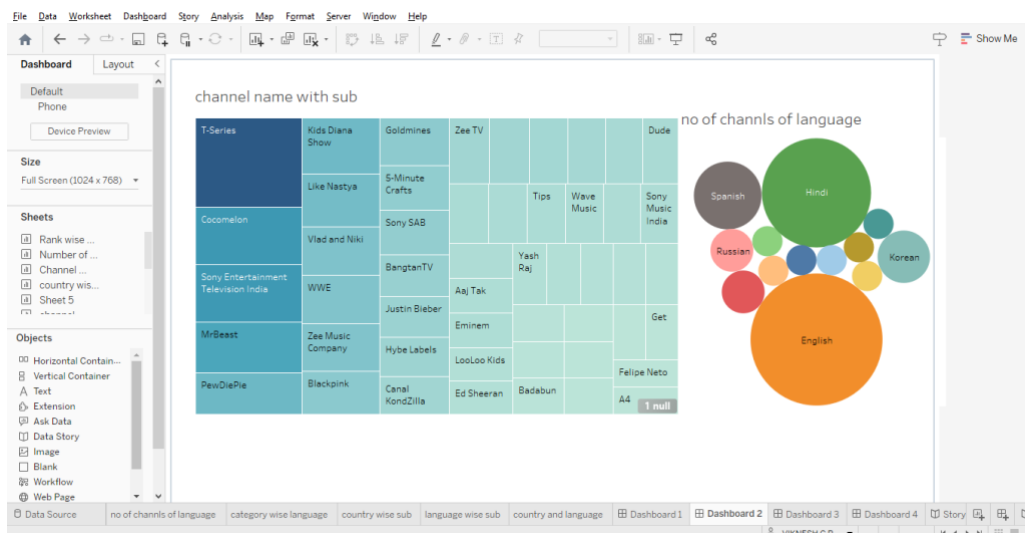 File Data Worksheet Dashboard Story Analysis Map Format Server Window Help
Show Me
Dashboard Layout
Default
Phone
Device Preview
Size
Full Screen (1024 x 768)
Sheets
Rank wise ...
Number of ...
Channel ...
country wis...
Sheet 5
Objects
Horizontal Contain...
Vertical Container
Text
Extension
Ask Data
Data Story
Image
Blank
Workflow
Web Page
channel name with sub
T-Series
Cocomelon
Sony Entertainment
Television India
MrBeast
PewDiePie
Kids Diana
Show
Like Nastya
Vlad and Niki
WWE
Zee Music
Company
Blackpink
Goldmines
5-Minute
Crafts
Sony SAB
BangtanTV
Justin Bieber
Hybe Labels
Canal
KondZilla
Zee TV
Dude
Tips
Wave
Music
Sony
Music
India
Yash
Raj
Aaj Tak
Eminem
LooLoo Kids
Ed Sheeran
Badabun
Get
Felipe Neto
A4
1 null
no of channls of language
Spanish
Hindi
Russian
Korean
English
Data Source no of channls of language category wise language country wise sub language wise sub country and language Dashboard 1 Dashboard 2 Dashboard 3 Dashboard 4 Story